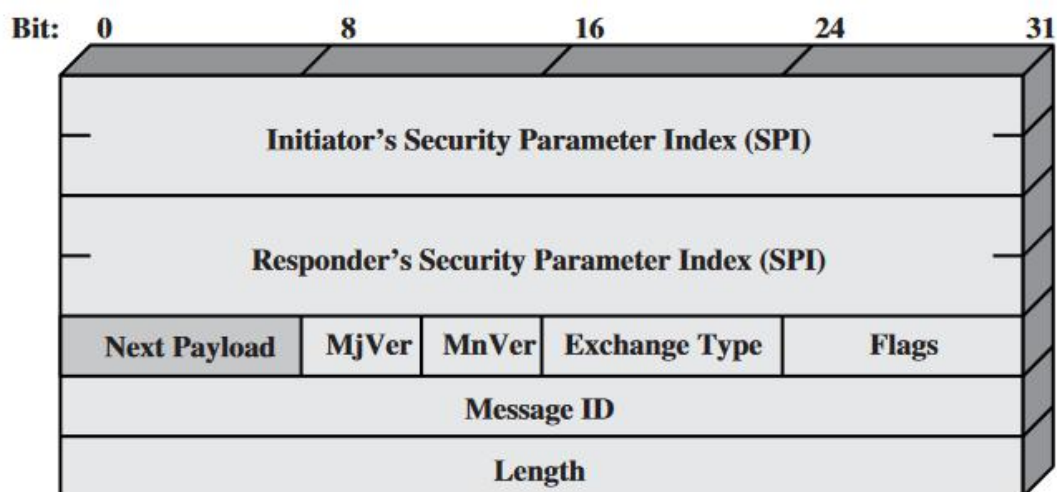 Bit: 0 8 16 24 31
Initiator’s Security Parameter Index (SPI)
Responder’s Security Parameter Index (SPI)
Next Payload MjVer MnVer Exchange Type Flags
Message ID
Length